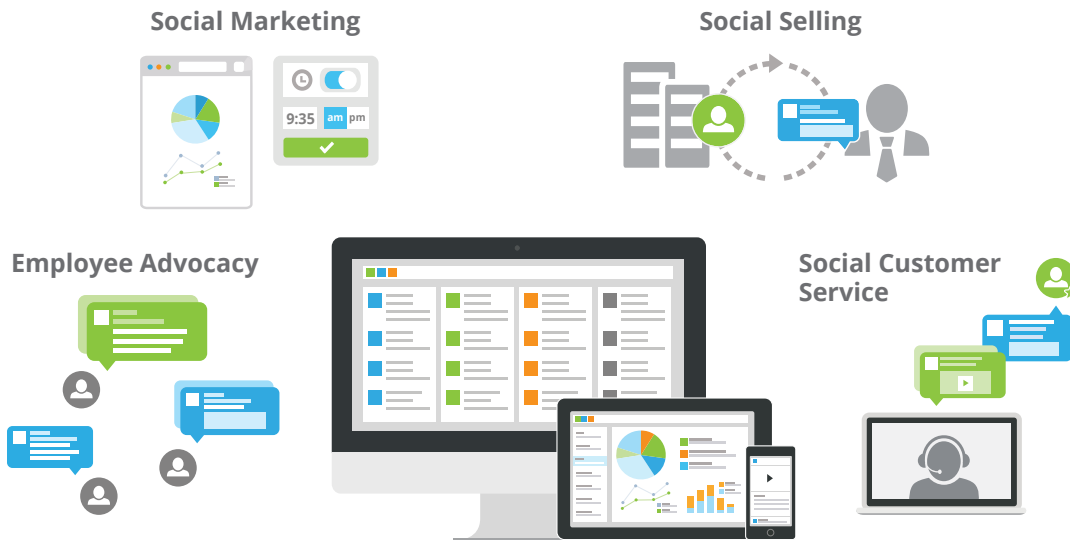 Social Marketing
Social Selling
9:35 am pm
Employee Advocacy
Social Customer
Service